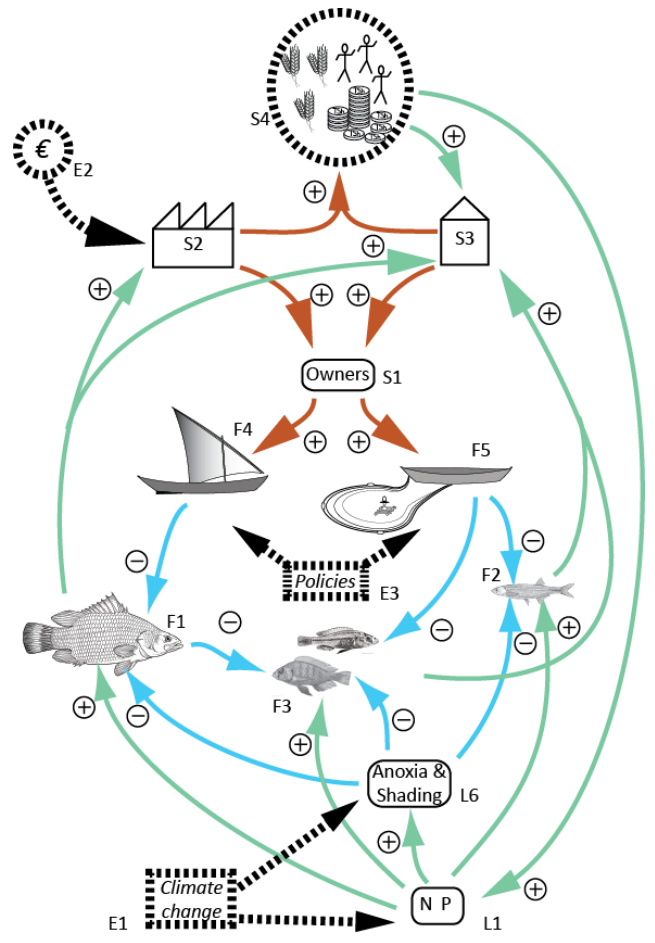 S4
⊕
€
E2
S2
⊕
⊕
S3
⊕
⊕
⊕
⊕
⊕
Owners
S1
F4
⊕
⊕
F5
⊖
⊖
Policies
E3
F2
F1
⊖
⊖
⊖
⊕
F3
⊕
⊖
⊖
⊕
Anoxia &
Shading
L6
⊕
Climate
change
E1
N P
L1
⊕